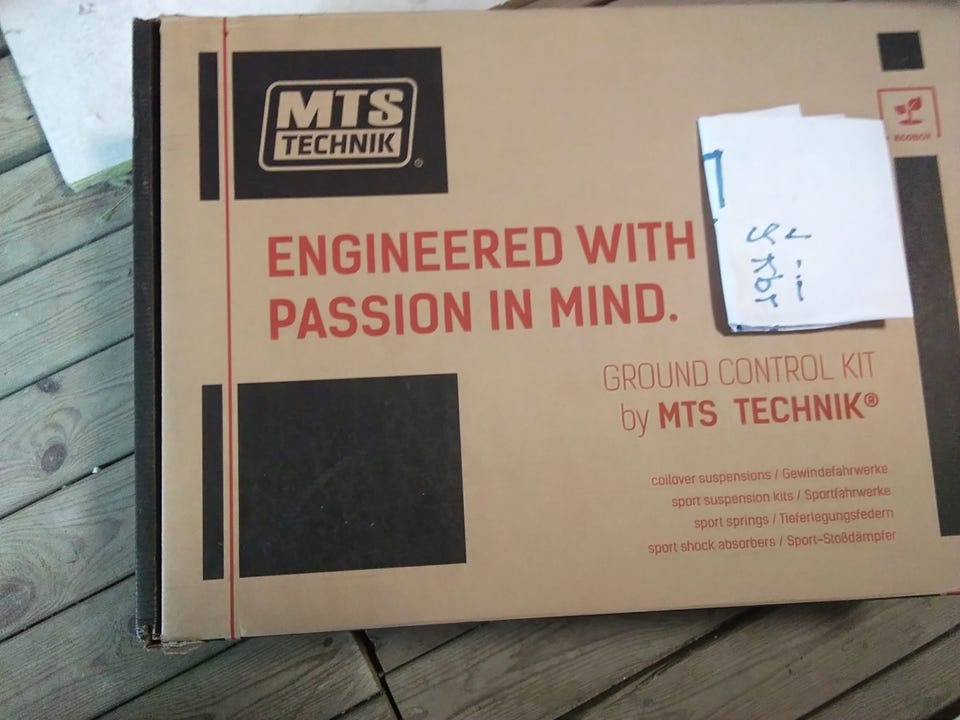 MTS
TECHNIK®
ECOBOX
ENGINEERED WITH
PASSION IN MIND.
GROUND CONTROL KIT
by MTS TECHNIK®
coilover suspensions / Gewindefahrwerke
sport suspension kits / Sportfahrwerke
sport springs / Tieferlegungsfedern
sport shock absorbers / Sport-Stoßdämpfer